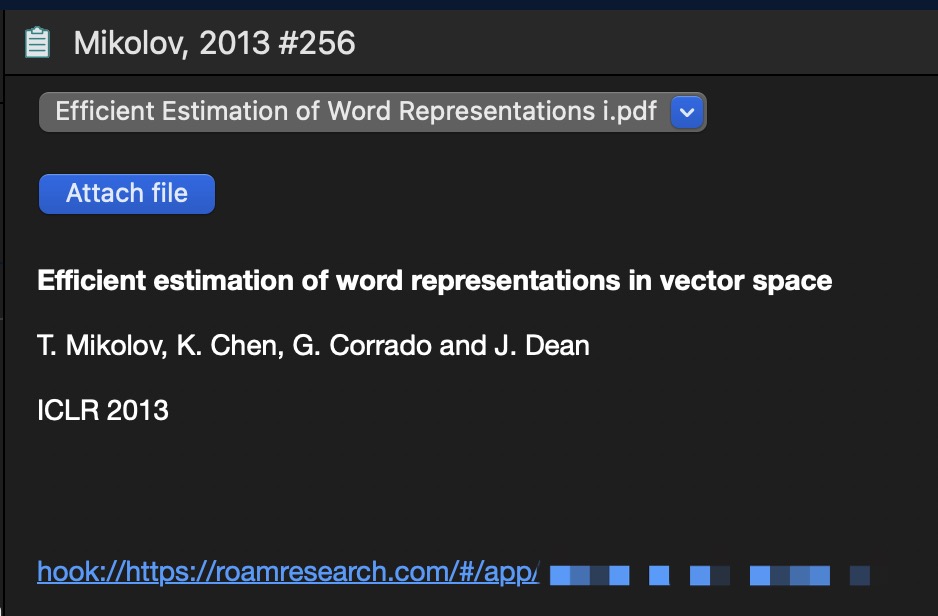 Mikolov, 2013 #256
Efficient Estimation of Word Representations i.pdf
Attach file
Efficient estimation of word representations in vector space
T. Mikolov, K. Chen, G. Corrado and J. Dean
ICLR 2013
hook://https://roamresearch.com/#/app/